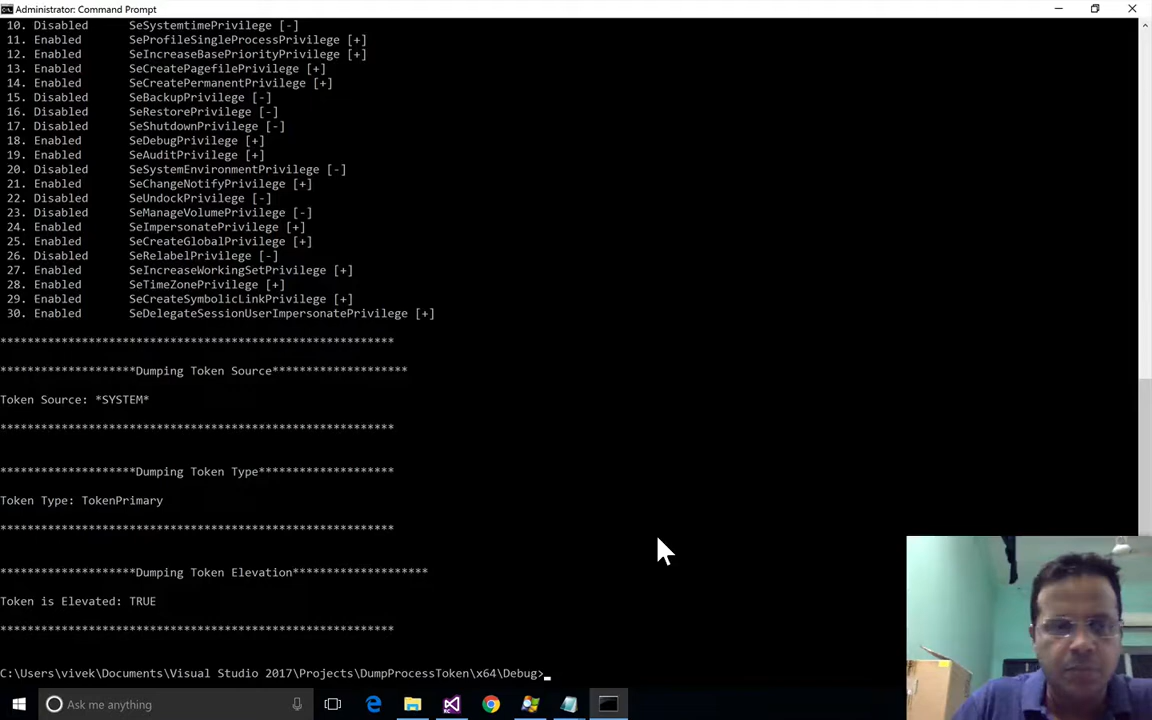 Administrator: Command Prompt
10. Disabled SeSystemtimePrivilege [-]
11. Enabled SeProfileSingleProcessPrivilege [+]
12. Enabled SeIncreaseBasePriorityPrivilege [+]
13. Enabled SeCreatePagefilePrivilege [+]
14. Enabled SeCreatePermanentPrivilege [+]
15. Disabled SeBackupPrivilege [-]
16. Disabled SeRestorePrivilege [-]
17. Disabled SeShutdownPrivilege [-]
18. Enabled SeDebugPrivilege [+]
19. Enabled SeAuditPrivilege [+]
20. Disabled SeSystemEnvironmentPrivilege [-]
21. Enabled SeChangeNotifyPrivilege [+]
22. Disabled SeUndockPrivilege [-]
23. Disabled SeManageVolumePrivilege [-]
24. Enabled SeImpersonatePrivilege [+]
25. Enabled SeCreateGlobalPrivilege [+]
26. Disabled SeRelabelPrivilege [-]
27. Enabled SeIncreaseWorkingSetPrivilege [+]
28. Enabled SeTimeZonePrivilege [+]
29. Enabled SeCreateSymbolicLinkPrivilege [+]
30. Enabled SeDelegateSessionUserImpersonatePrivilege [+]
**********************************************************
********************Dumping Token Source********************
Token Source: *SYSTEM*
**********************************************************
********************Dumping Token Type********************
Token Type: TokenPrimary
**********************************************************
********************Dumping Token Elevation********************
Token is Elevated: TRUE
**********************************************************
C:\Users\vivek\Documents\Visual Studio 2017\Projects\DumpProcessToken\x64\Debug>_
Ask me anything